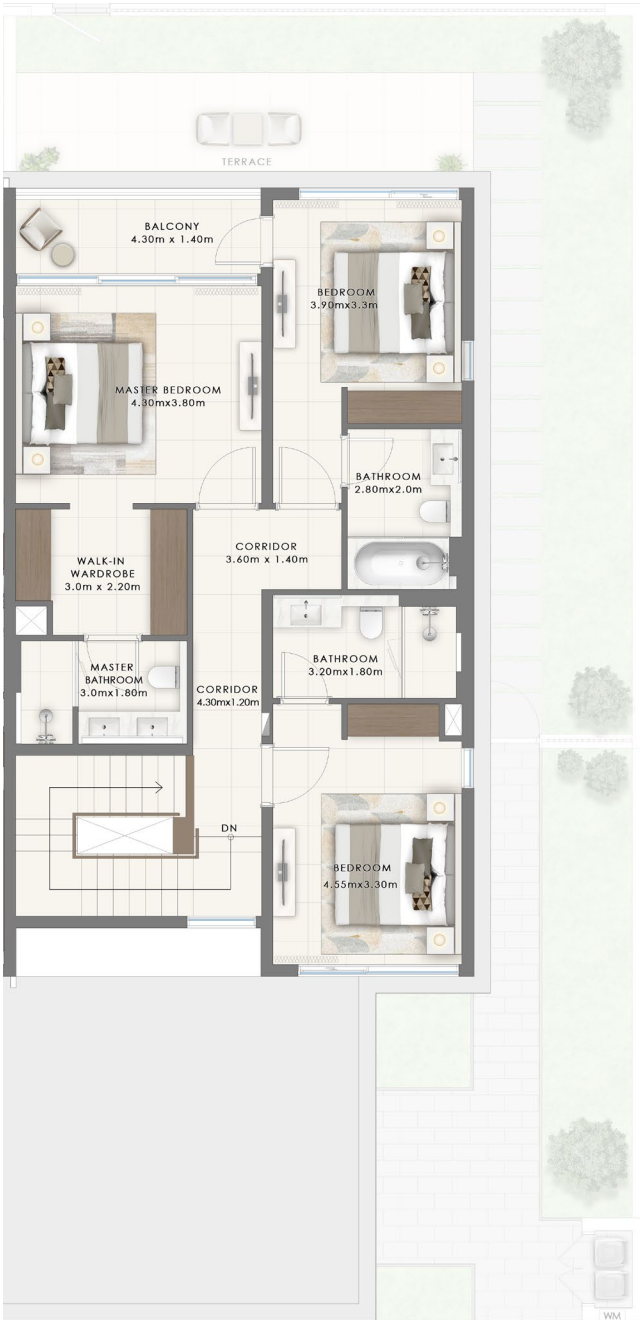 TERRACE
BALCONY
4.30m x 1.40m
BEDROOM
3.90mx3.3m
MASTER BEDROOM
4.30mx3.80m
BATHROOM
2.80mx2.0m
CORRIDOR
3.60m x 1.40m
WALK-IN
WARDROBE
3.0m x 2.20m
BATHROOM
3.20mx1.80m
MASTER
BATHROOM
3.0mx1.80m
CORRIDOR
4.30mx1.20m
DN
BEDROOM
4.55mx3.30m
WM